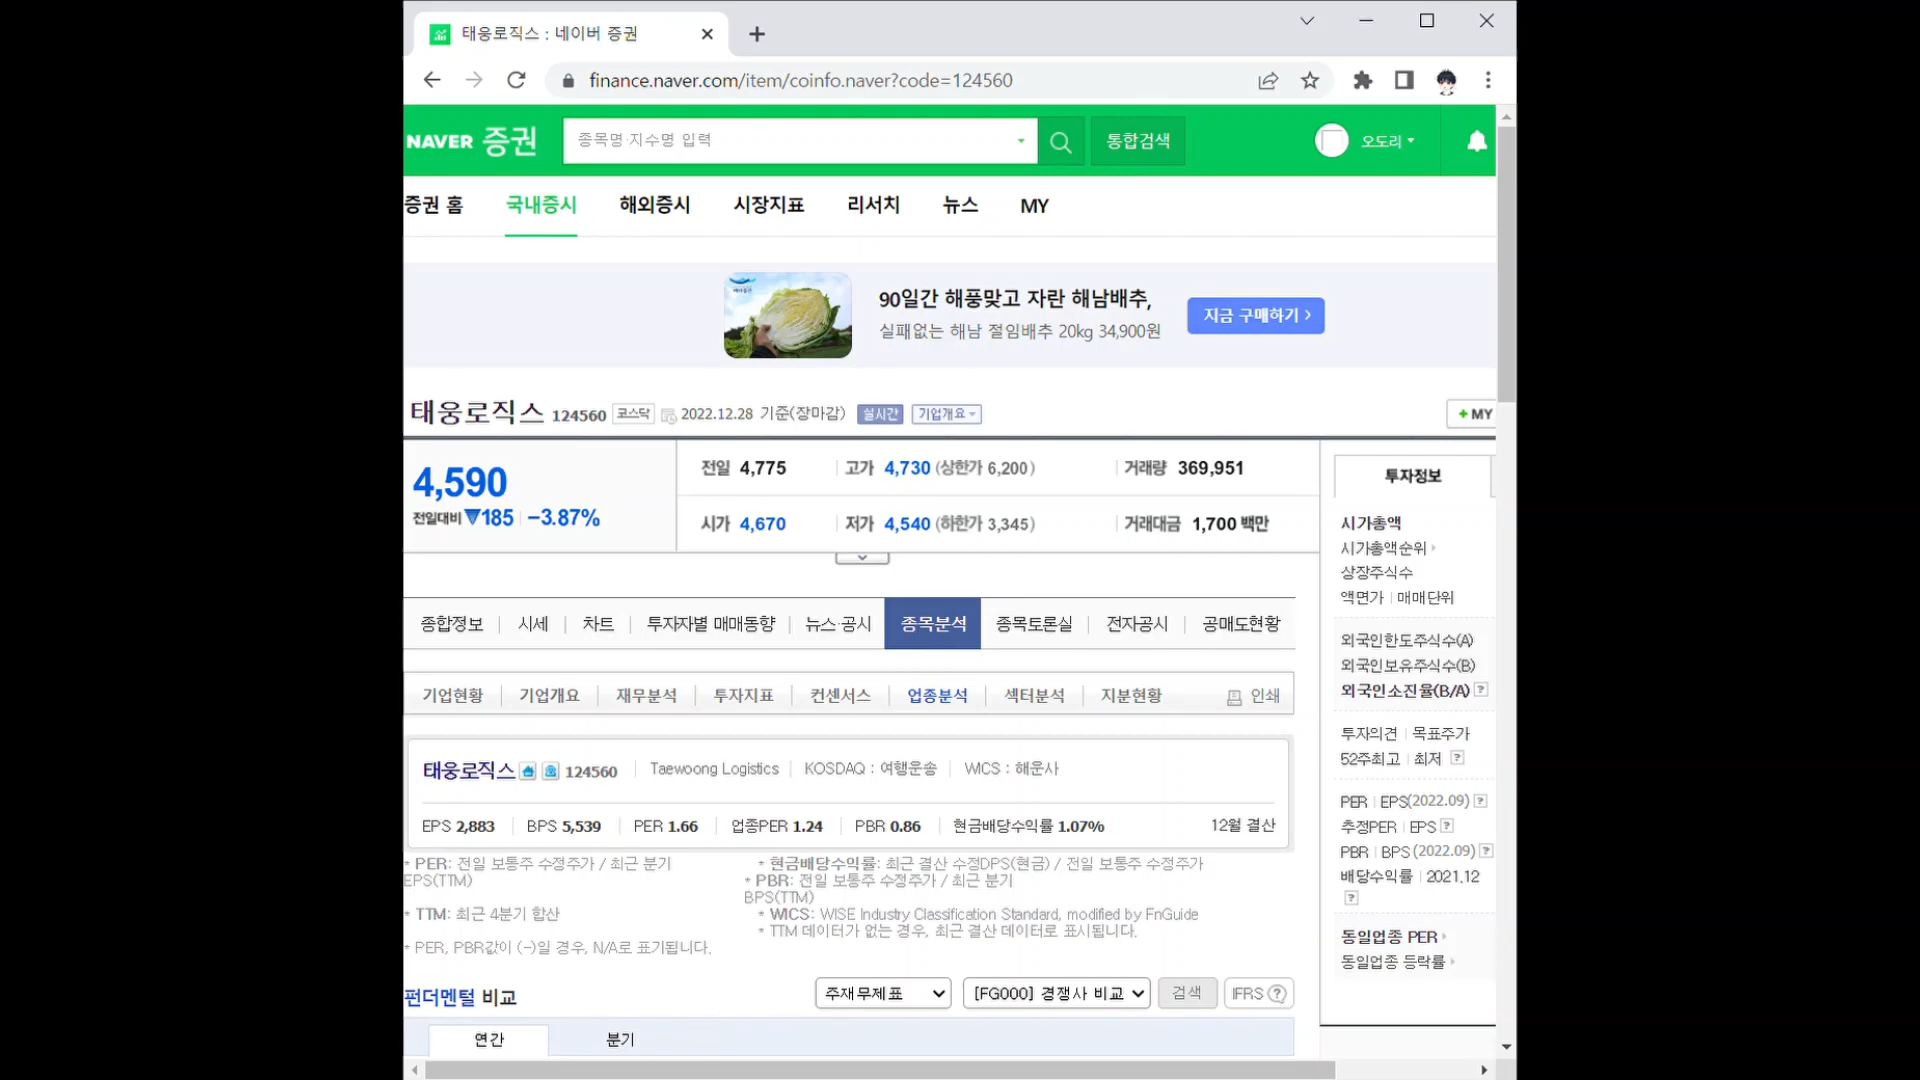 태웅로직스 : 네이버 증권
finance.naver.com/item/coinfo.naver?code=124560
NAVER 증권
종목명·지수명 입력
통합검색
오도리
증권 홈 국내증시 해외증시 시장지표 리서치 뉴스 MY
90일간 해풍맞고 자란 해남배추,
실패없는 해남 절임배추 20kg 34,900원
지금 구매하기 >
태웅로직스 124560 코스닥 2022.12.28 기준(장마감) 실시간 기업개요
+ MY
4,590
전일대비 ▼185 -3.87%
전일 4,775 고가 4,730 (상한가 6,200) 거래량 369,951
시가 4,670 저가 4,540 (하한가 3,345) 거래대금 1,700 백만
종합정보 시세 차트 투자자별 매매동향 뉴스·공시 종목분석 종목토론실 전자공시 공매도현황
기업현황 기업개요 재무분석 투자지표 컨센서스 업종분석 섹터분석 지분현황 인쇄
태웅로직스 124560 Taewoong Logistics KOSDAQ : 여행운송 WICS : 해운사
EPS 2,883 BPS 5,539 PER 1.66 업종PER 1.24 PBR 0.86 현금배당수익률 1.07% 12월 결산
* PER: 전일 보통주 수정주가 / 최근 분기
EPS(TTM)
* TTM: 최근 4분기 합산
* PER, PBR값이 (-)일 경우, N/A로 표기됩니다.
* 현금배당수익률: 최근 결산 수정DPS(현금) / 전일 보통주 수정주가
* PBR: 전일 보통주 수정주가 / 최근 분기
BPS(TTM)
* WICS: WISE Industry Classification Standard, modified by FnGuide
* TTM 데이터가 없는 경우, 최근 결산 데이터로 표시됩니다.
펀더멘털 비교
주재무제표 [FG000] 경쟁사 비교 검색 IFRS ?
연간 분기
투자정보
시가총액
시가총액순위
상장주식수
액면가 매매단위
외국인한도주식수(A)
외국인보유주식수(B)
외국인소진율(B/A) ?
투자의견 목표주가
52주최고 최저 ?
PER EPS(2022.09) ?
추정PER EPS ?
PBR BPS (2022.09) ?
배당수익률 2021.12
?
동일업종 PER
동일업종 등락률